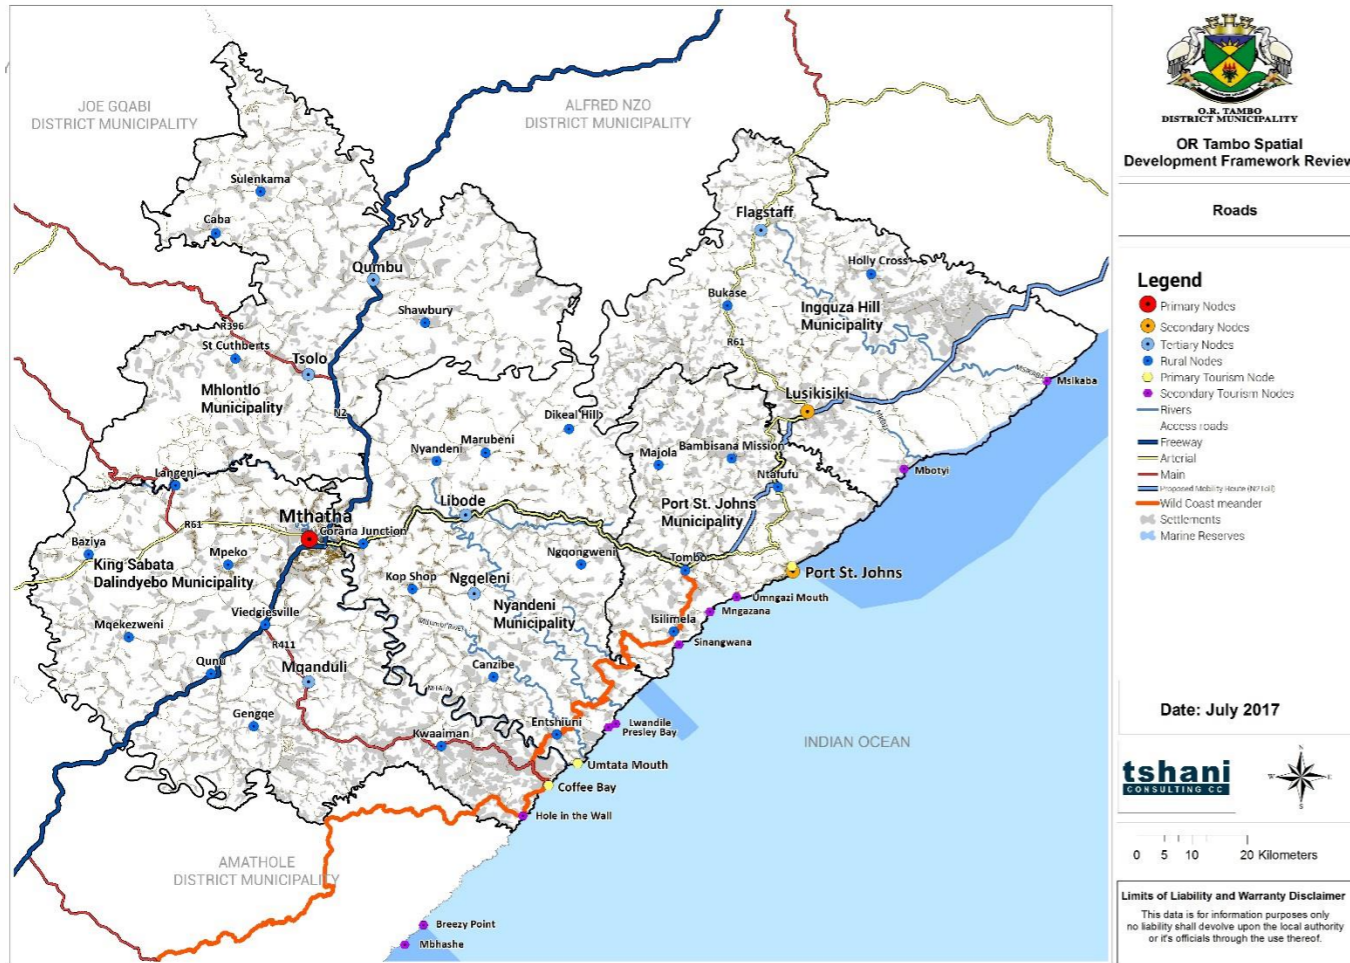 JOE GQABI
DISTRICT MUNICIPALITY
ALFRED NZO
DISTRICT MUNICIPALITY
Sulenkama
Caba
Flagstaff
Qumbu
Holly Cross
Bukase
Ingquza Hill
Municipality
Shawbury
R396
St Cuthberts
R61
Tsolo
Mhlontlo
Municipality
N2
Lusikisiki
Msikaba
Dikeal Hill
Marubeni
Nyandeni
Majola
Bambisana Mission
Mbotyi
Langeni
Ntafufu
Libode
Port St. Johns
Municipality
Mthatha
R61
Corana Junction
Baziya
King Sabata
Dalindyebo Municipality
Mpeko
Ngqongweni
Tombo
Port St. Johns
Kop Shop
Ngqeleni
Nyandeni
Municipality
Umngazi Mouth
Mngazana
Viedgiesville
Isilimela
Mqekezweni
R411
Sinangwana
Qunu
Mqanduli
Canzibe
Gengqe
Kwaaiman
Lwandile
Presley Bay
INDIAN OCEAN
Umtata Mouth
Coffee Bay
Hole in the Wall
AMATHOLE
DISTRICT MUNICIPALITY
Breezy Point
Mbhashe
O.R. TAMBO
DISTRICT MUNICIPALITY
OR Tambo Spatial
Development Framework Review
Roads
Legend
Primary Nodes
Secondary Nodes
Tertiary Nodes
Rural Nodes
Primary Tourism Node
Secondary Tourism Nodes
Rivers
Access roads
Freeway
Arterial
Main
Wild Coast meander
Settlements
Marine Reserves
Date: July 2017
tshani
CONSULTING CC
N
W
E
S
0 5 10 20 Kilometers
Limits of Liability and Warranty Disclaimer
This data is for information purposes only
no liability shall devolve upon the local authority
or it's officials through the use thereof.